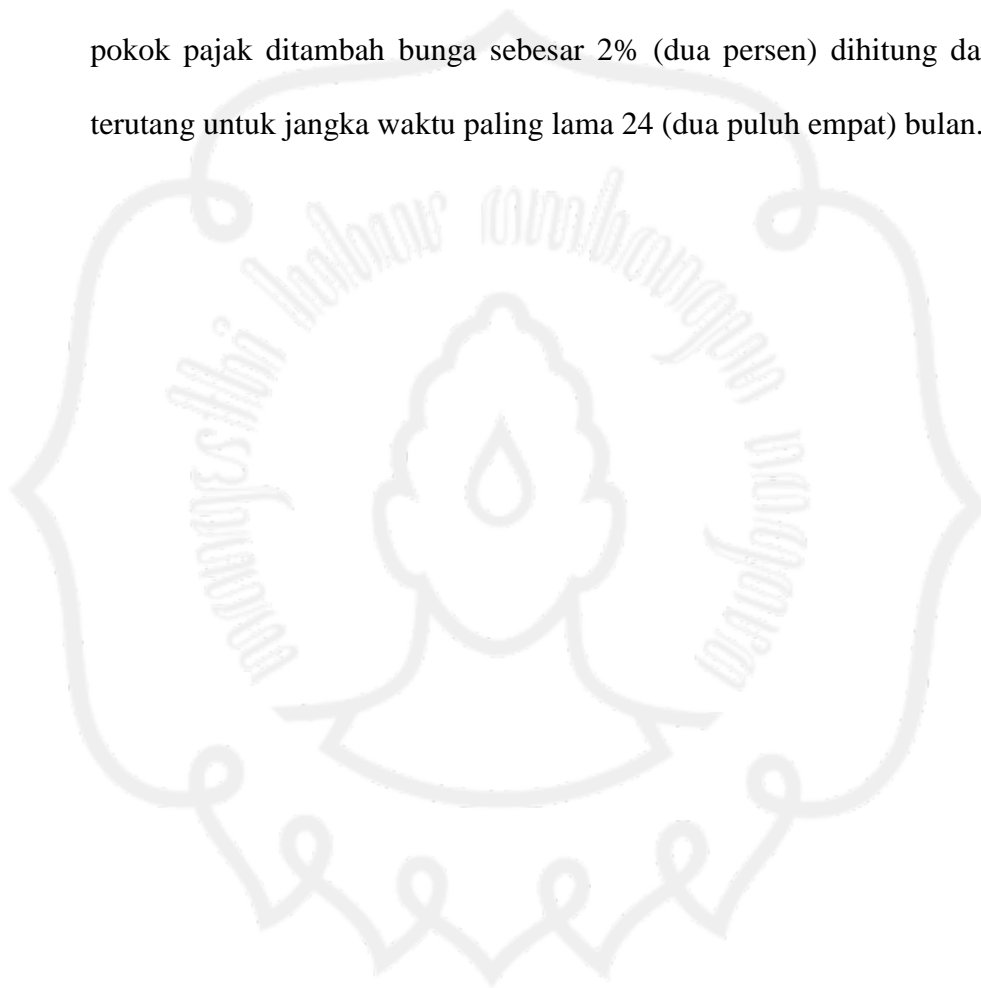 pokok pajak ditambah bunga sebesar 2% (dua persen) dihitung da
terutang untuk jangka waktu paling lama 24 (dua puluh empat) bulan.